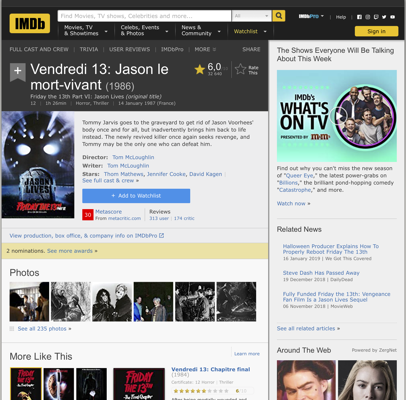 IMDb
Find Movies, TV shows, Celebrities and more...
All
IMDbPro
Help
Movies, TV & Showtimes
Celebs, Events & Photos
News & Community
Watchlist
Sign in
FULL CAST AND CREW | TRIVIA | USER REVIEWS | IMDbPro | MORE
SHARE
Vendredi 13: Jason le mort-vivant (1986)
Friday the 13th Part VI: Jason Lives (original title)
12 | 1h 26min | Horror, Thriller | 14 January 1987 (France)
6,0
Rate This
Tommy Jarvis goes to the graveyard to get rid of Jason Voorhees'
body once and for all, but inadvertently brings him back to life
instead. The newly revived killer once again seeks revenge, and
Tommy may be the only one who can defeat him.
Director: Tom McLoughlin
Writer: Tom McLoughlin
Stars: Thom Mathews, Jennifer Cooke, David Kagen
See full cast & crew »
+ Add to Watchlist
30
Metascore
From metacritic.com
Reviews
313 user | 174 critic
JASON LIVES!
FRIDAY THE 13TH
View production, box office, & company info on IMDbPro
2 nominations. See more awards »
Photos
See all 235 photos »
More Like This
Learn more
Vendredi 13: Chapitre final
(1984)
Certificate: 12 Horror | Thriller
FRIDAY THE 13TH
The Shows Everyone Will Be Talking
About This Week
IMDb's
WHAT'S ON
TV
PRESENTED BY
Find out why you can't miss the new season
of "Queer Eye," the latest power-grabs on
"Billions," the brilliant pond-hopping comedy
"Catastrophe," and more.
Watch now »
Related News
Halloween Producer Explains How To
Properly Reboot Friday The 13th
16 January 2019 | We Got This Covered
Steve Dash Has Passed Away
19 December 2018 | DailyDead
Fully Funded Friday the 13th: Vengeance
Fan Film Is a Jason Lives Sequel
06 November 2018 | MovieWeb
See all related articles »
Around The Web
Powered by ZergNet